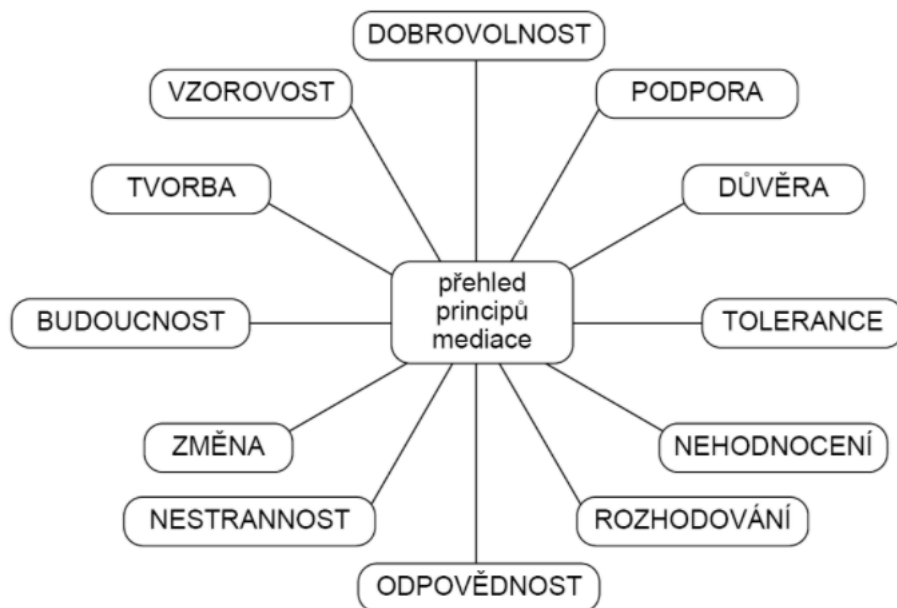 DOBROVOLNOST
VZOROVOST
PODPORA
TVORBA
DŮVĚRA
přehled
principů
mediace
BUDOUCNOST
TOLERANCE
ZMĚNA
NEHODNOCENÍ
NESTRANNOST
ROZHODOVÁNÍ
ODPOVĚDNOST